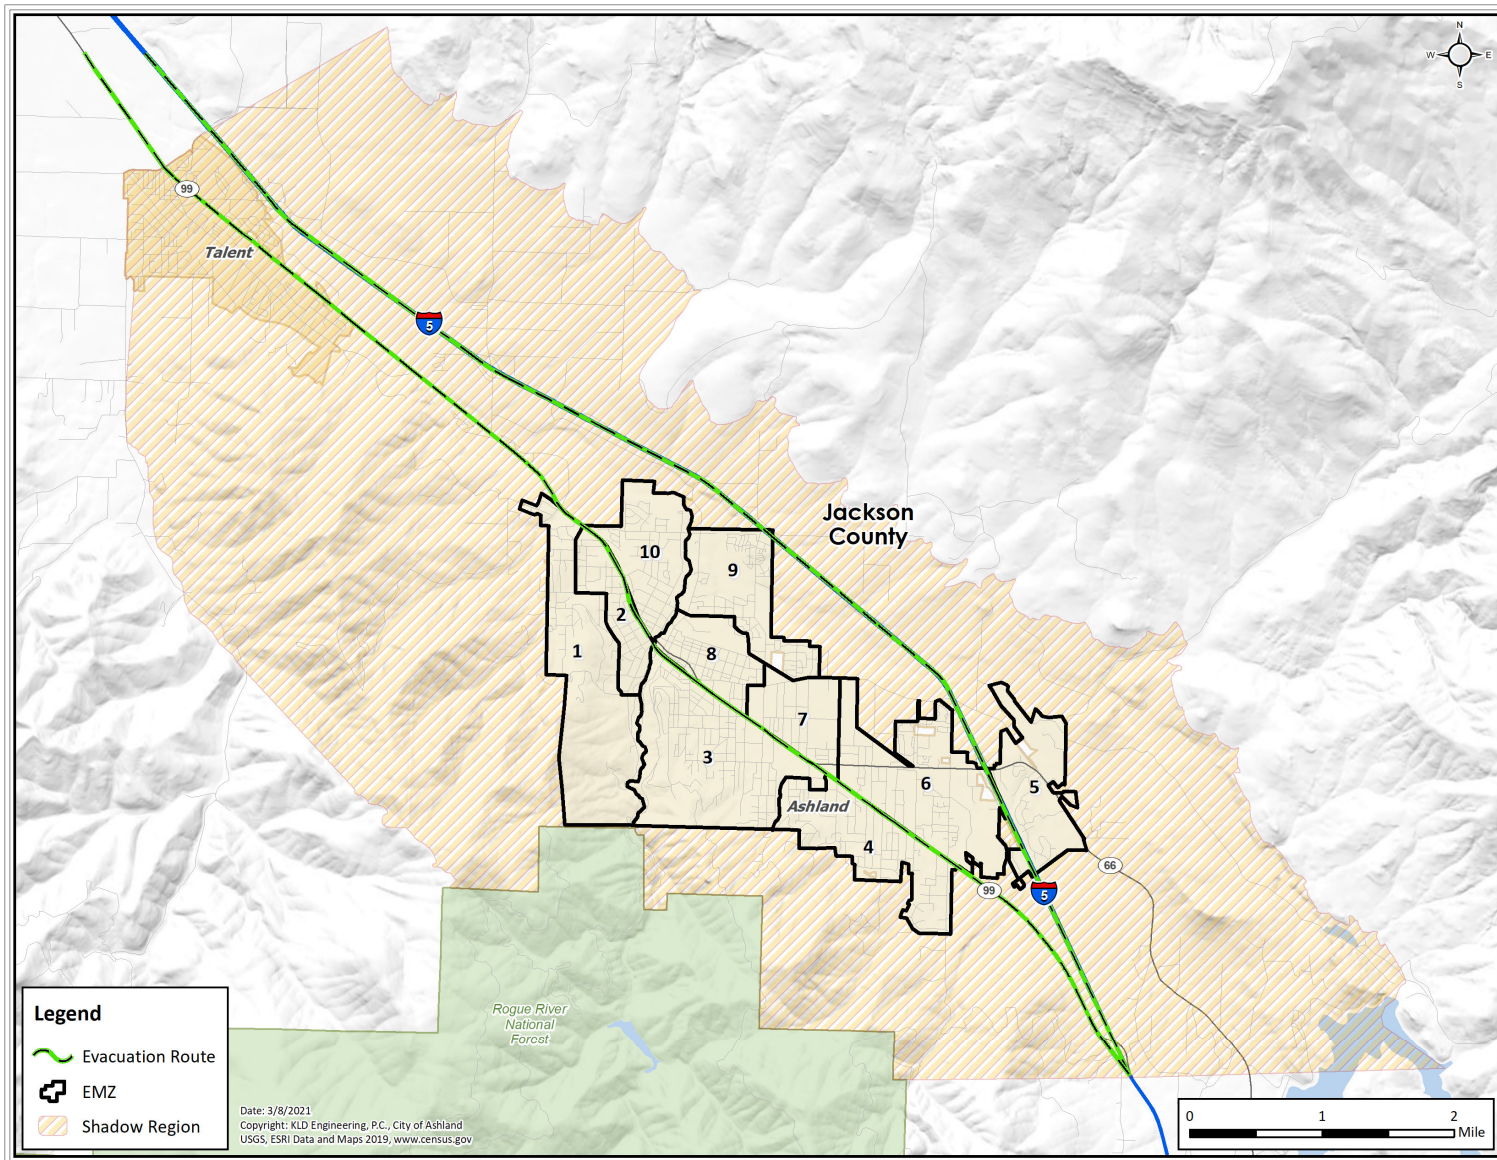 N
W E
S
99
Talent
5
Jackson
County
10
9
2
1
8
7
3
6
5
Ashland
4
66
99
5
Rogue River
National
Forest
Legend
Evacuation Route
EMZ
Shadow Region
Date: 3/8/2021
Copyright: KLD Engineering, P.C., City of Ashland
USGS, ESRI Data and Maps 2019, www.census.gov
0 1 2
Mile